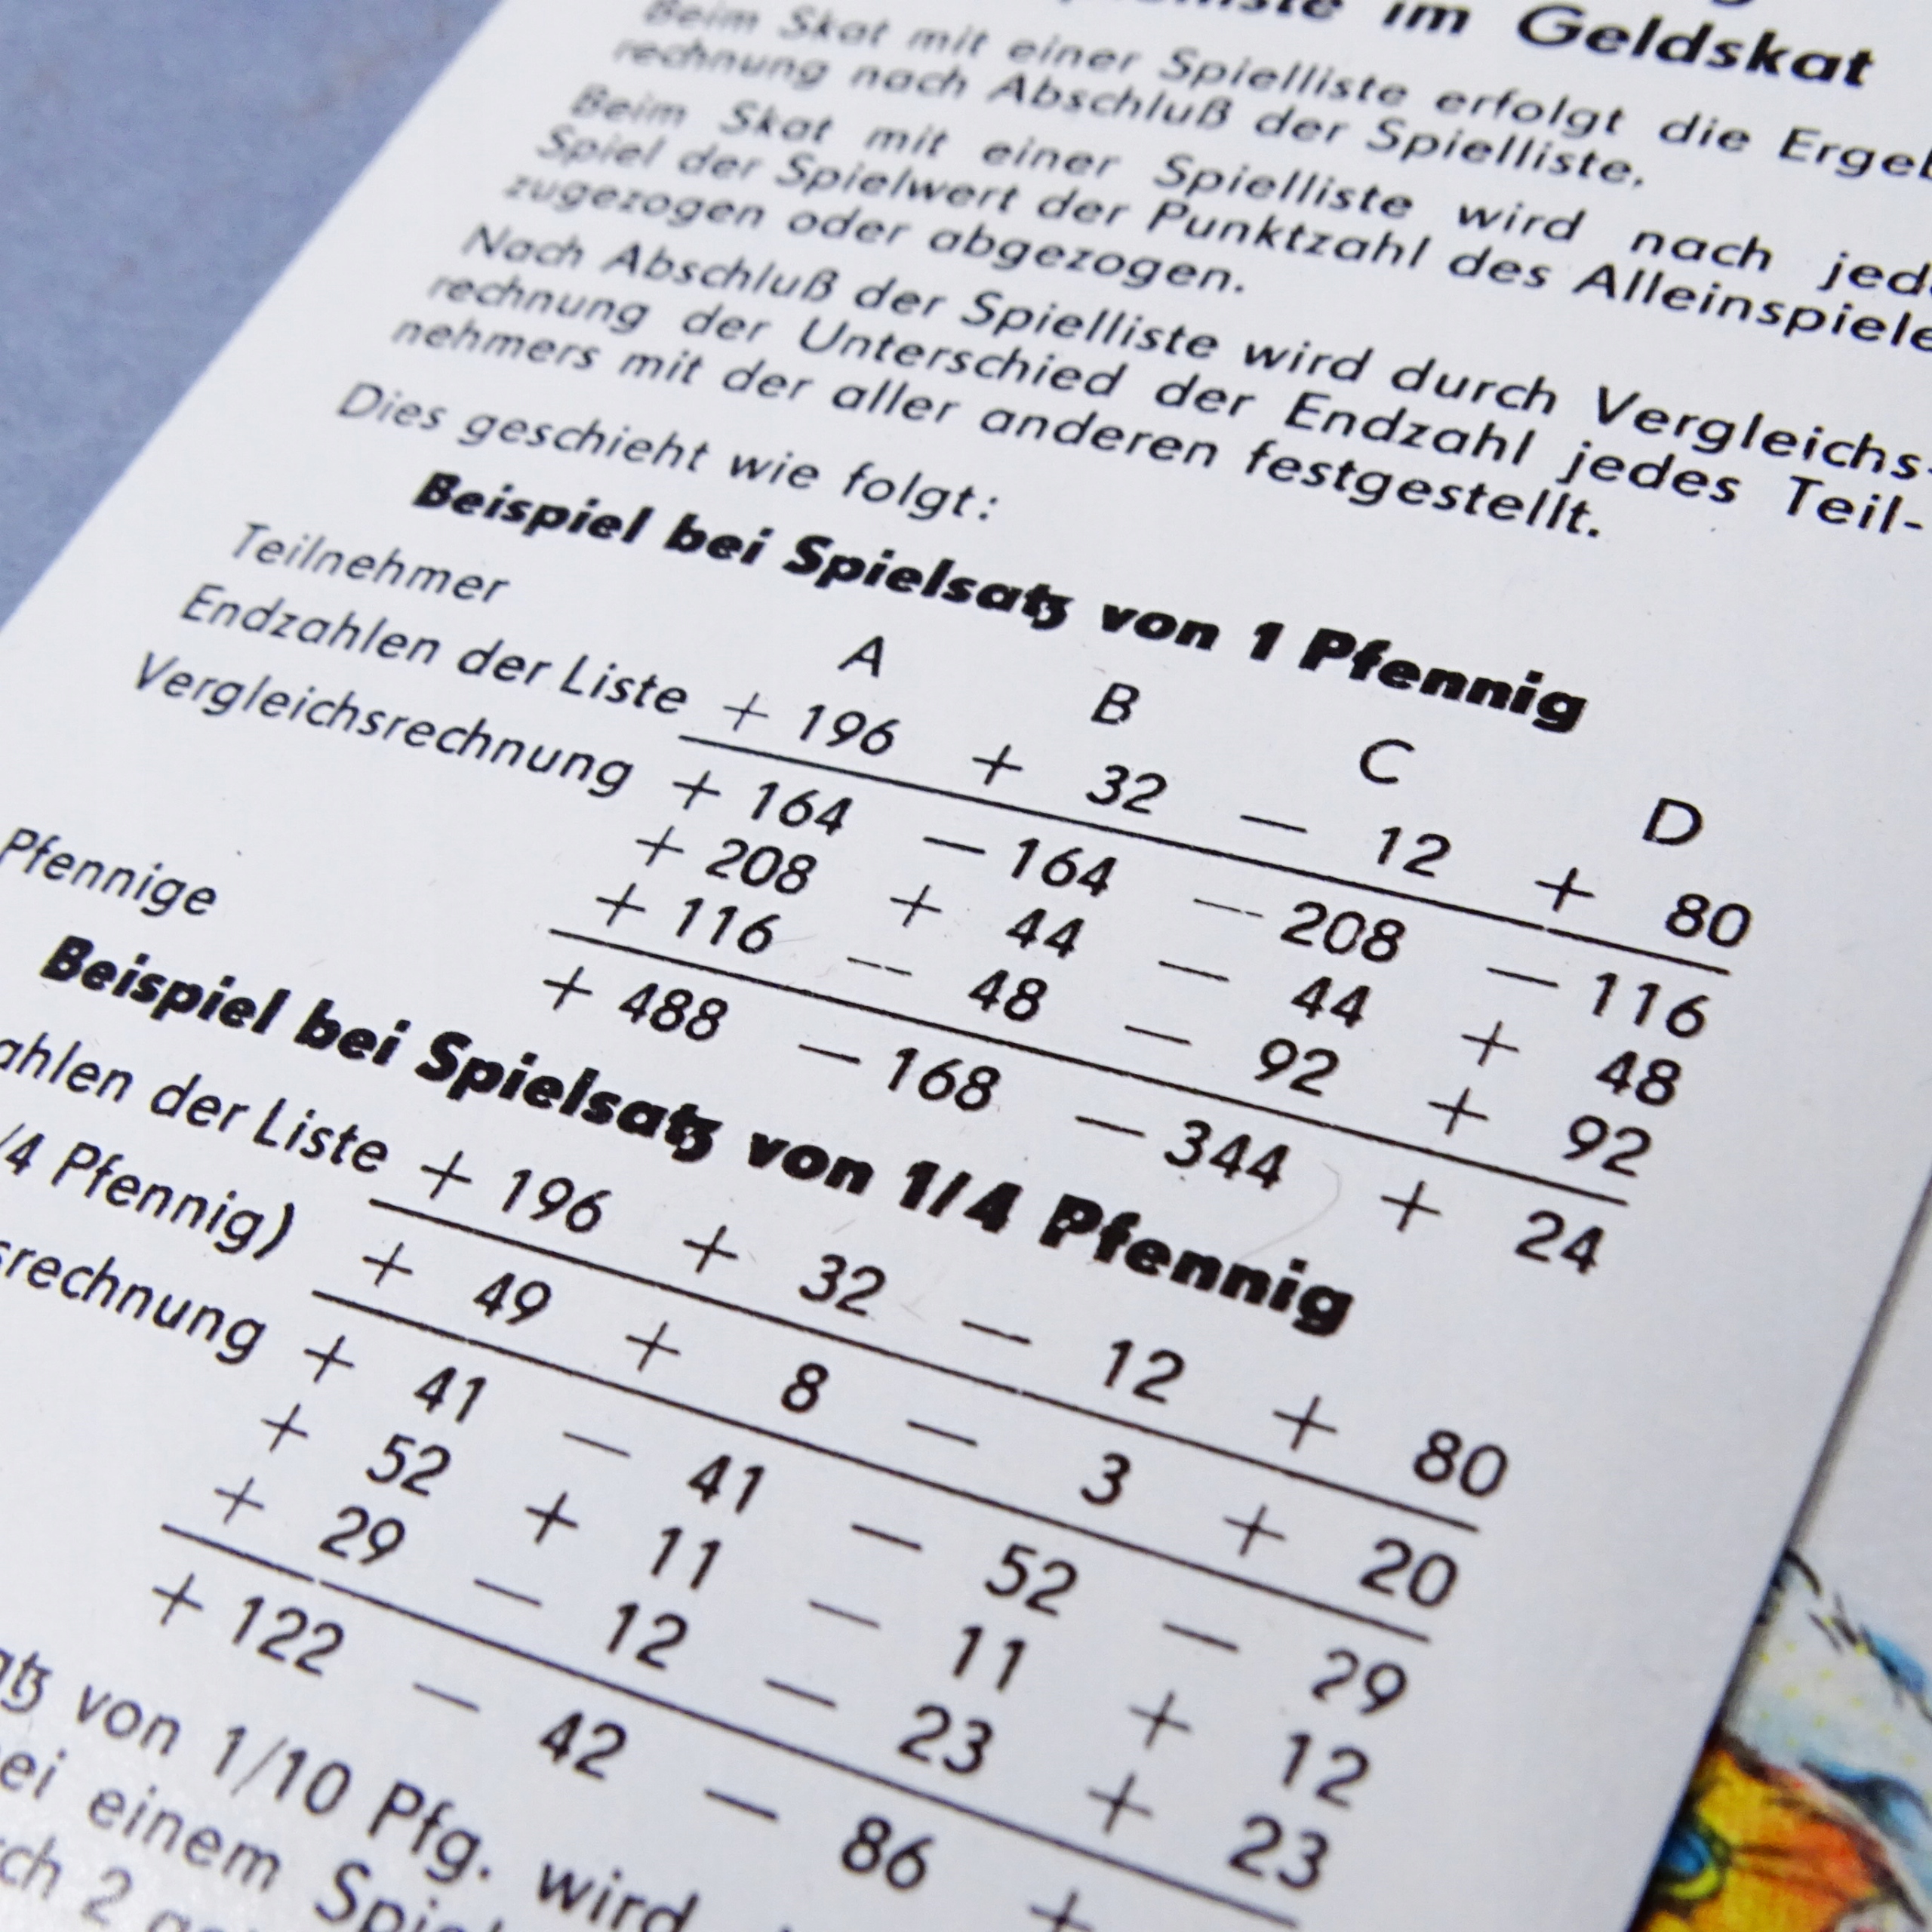 im Geldskat
Beim Skat mit einer Spielliste erfolgt die Ergeb
rechnung nach Abschluß der Spielliste.
Beim Skat mit einer Spielliste wird nach jed
Spiel der Spielwert der Punktzahl des Alleinspiele
zugezogen oder abgezogen.
Nach Abschluß der Spielliste wird durch Vergleichs-
rechnung der Unterschied der Endzahl jedes Teil-
nehmers mit der aller anderen festgestellt.
Dies geschieht wie folgt:
Beispiel bei Spielsatz von 1 Pfennig
Teilnehmer A B C D
Endzahlen der Liste + 196 + 32 — 12 + 80
Vergleichsrechnung + 164 — 164 — 208 — 116
+ 208 + 44 — 44 + 48
+ 116 — 48 — 92 + 92
Pfennige + 488 — 168 — 344 + 24
Beispiel bei Spielsatz von 1/4 Pfennig
ahlen der Liste + 196 + 32 — 12 + 80
/4 Pfennig) + 49 + 8 — 3 + 20
srechnung + 41 — 41 — 52 — 29
+ 52 + 11 — 11 + 12
+ 29 — 12 — 23 + 23
+ 122 — 42 — 86 +
atz von 1/10 Pfg. wird
ei einem Spiel
ch 2